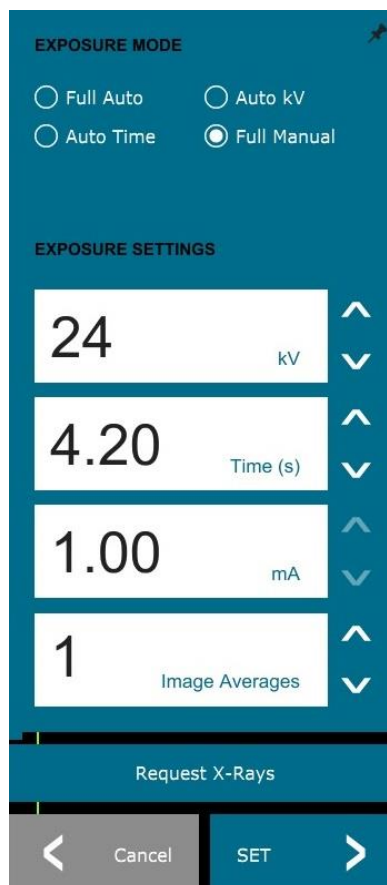 EXPOSURE MODE
Full Auto
Auto kV
Auto Time
Full Manual
EXPOSURE SETTINGS
24
kV
4.20
Time (s)
1.00
mA
1
Image Averages
Request X-Rays
Cancel
SET